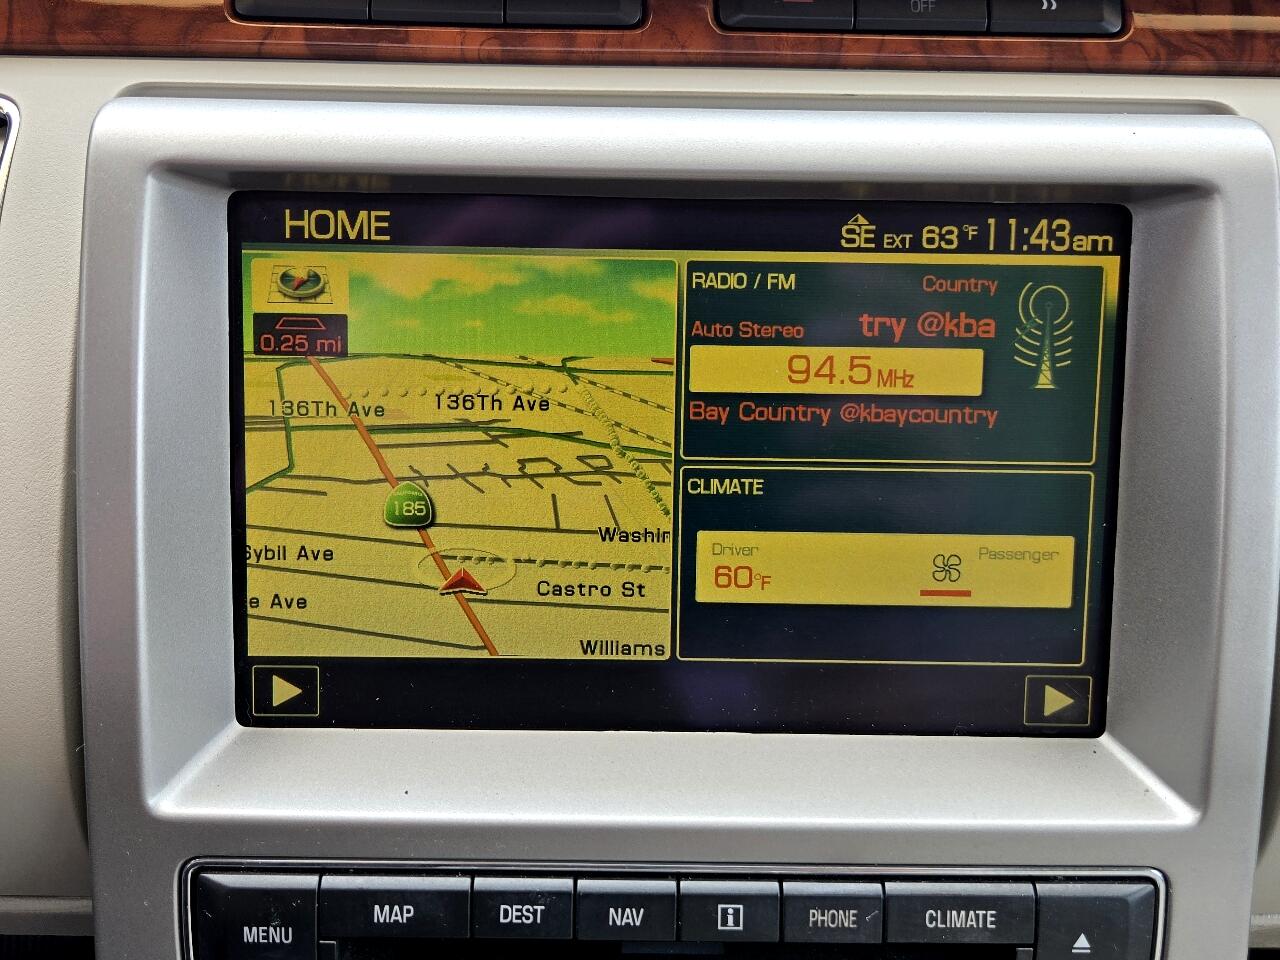 OFF
HOME
SE EXT 63°F 11:43am
0.25 mi
136Th Ave
136Th Ave
CALIFORNIA
185
Washin
Sybil Ave
Castro St
e Ave
Williams
RADIO / FM
Country
Auto Stereo
try @kba
94.5 MHz
Bay Country @kbaycountry
CLIMATE
Driver
Passenger
60°F
MENU
MAP
DEST
NAV
i
PHONE
CLIMATE